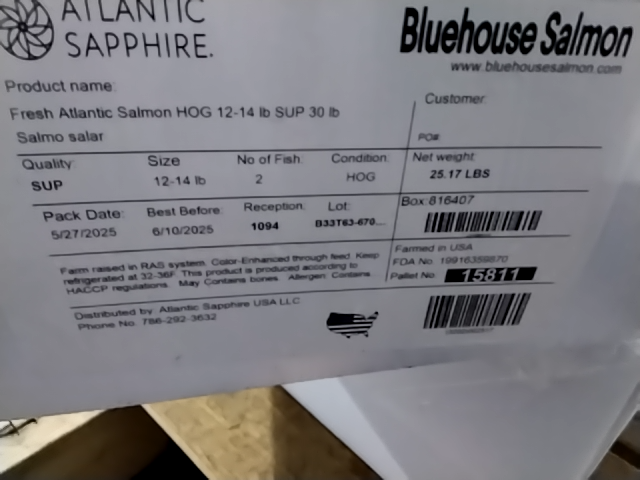 ATLANTIC
SAPPHIRE.
Bluehouse Salmon
www.bluehousesalmon.com
Product name:
Fresh Atlantic Salmon HOG 12-14 lb SUP 30 lb
Salmo salar
Customer:
PO#:
Quality:
SUP
Size
12-14 lb
No of Fish:
2
Condition:
HOG
Net weight:
25.17 LBS
Pack Date:
5/27/2025
Best Before:
6/10/2025
Reception:
1094
Lot:
B33T63-670...
Box:816407
Farm raised in RAS system. Color-Enhanced through feed. Keep
refrigerated at 32-36F. This product is produced according to
HACCP regulations. May Contains bones. Allergen: Contains
Farmed in USA
FDA No.
Pallet No. 15811
Distributed by: Atlantic Sapphire USA LLC
Phone No. 786-292-3632